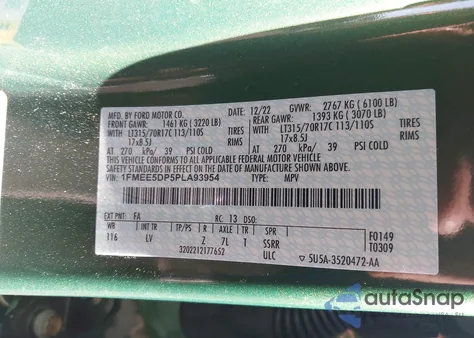 MFD. BY FORD MOTOR CO. 12/22 GVWR: 2767 KG (6100 LB)
FRONT GAWR: 1461 KG (3220 LB) REAR GAWR: 1393 KG (3070 LB)
LT315/70R17C 113/110S TIRES LT315/70R17C 113/110S TIRES
17x8.5J RIMS 17x8.5J RIMS
AT 270 kPa/ 39 PSI COLD AT 270 kPa/ 39 PSI COLD
THIS VEHICLE CONFORMS TO ALL APPLICABLE FEDERAL MOTOR VEHICLE
SAFETY STANDARDS IN EFFECT ON THE DATE OF MANUFACTURE SHOWN ABOVE.
VIN: 1FMEE5DP5PLA93954
TYPE: MPV
EXT PNT: FA RC: 13 DSO:
WB INT TR TP/PS R AXLE TR SPR F0149
116 LV Z 7L T SSRR T0309
3202212177652 ULC ▽ 5U5A-3520472-AA
autoSnap